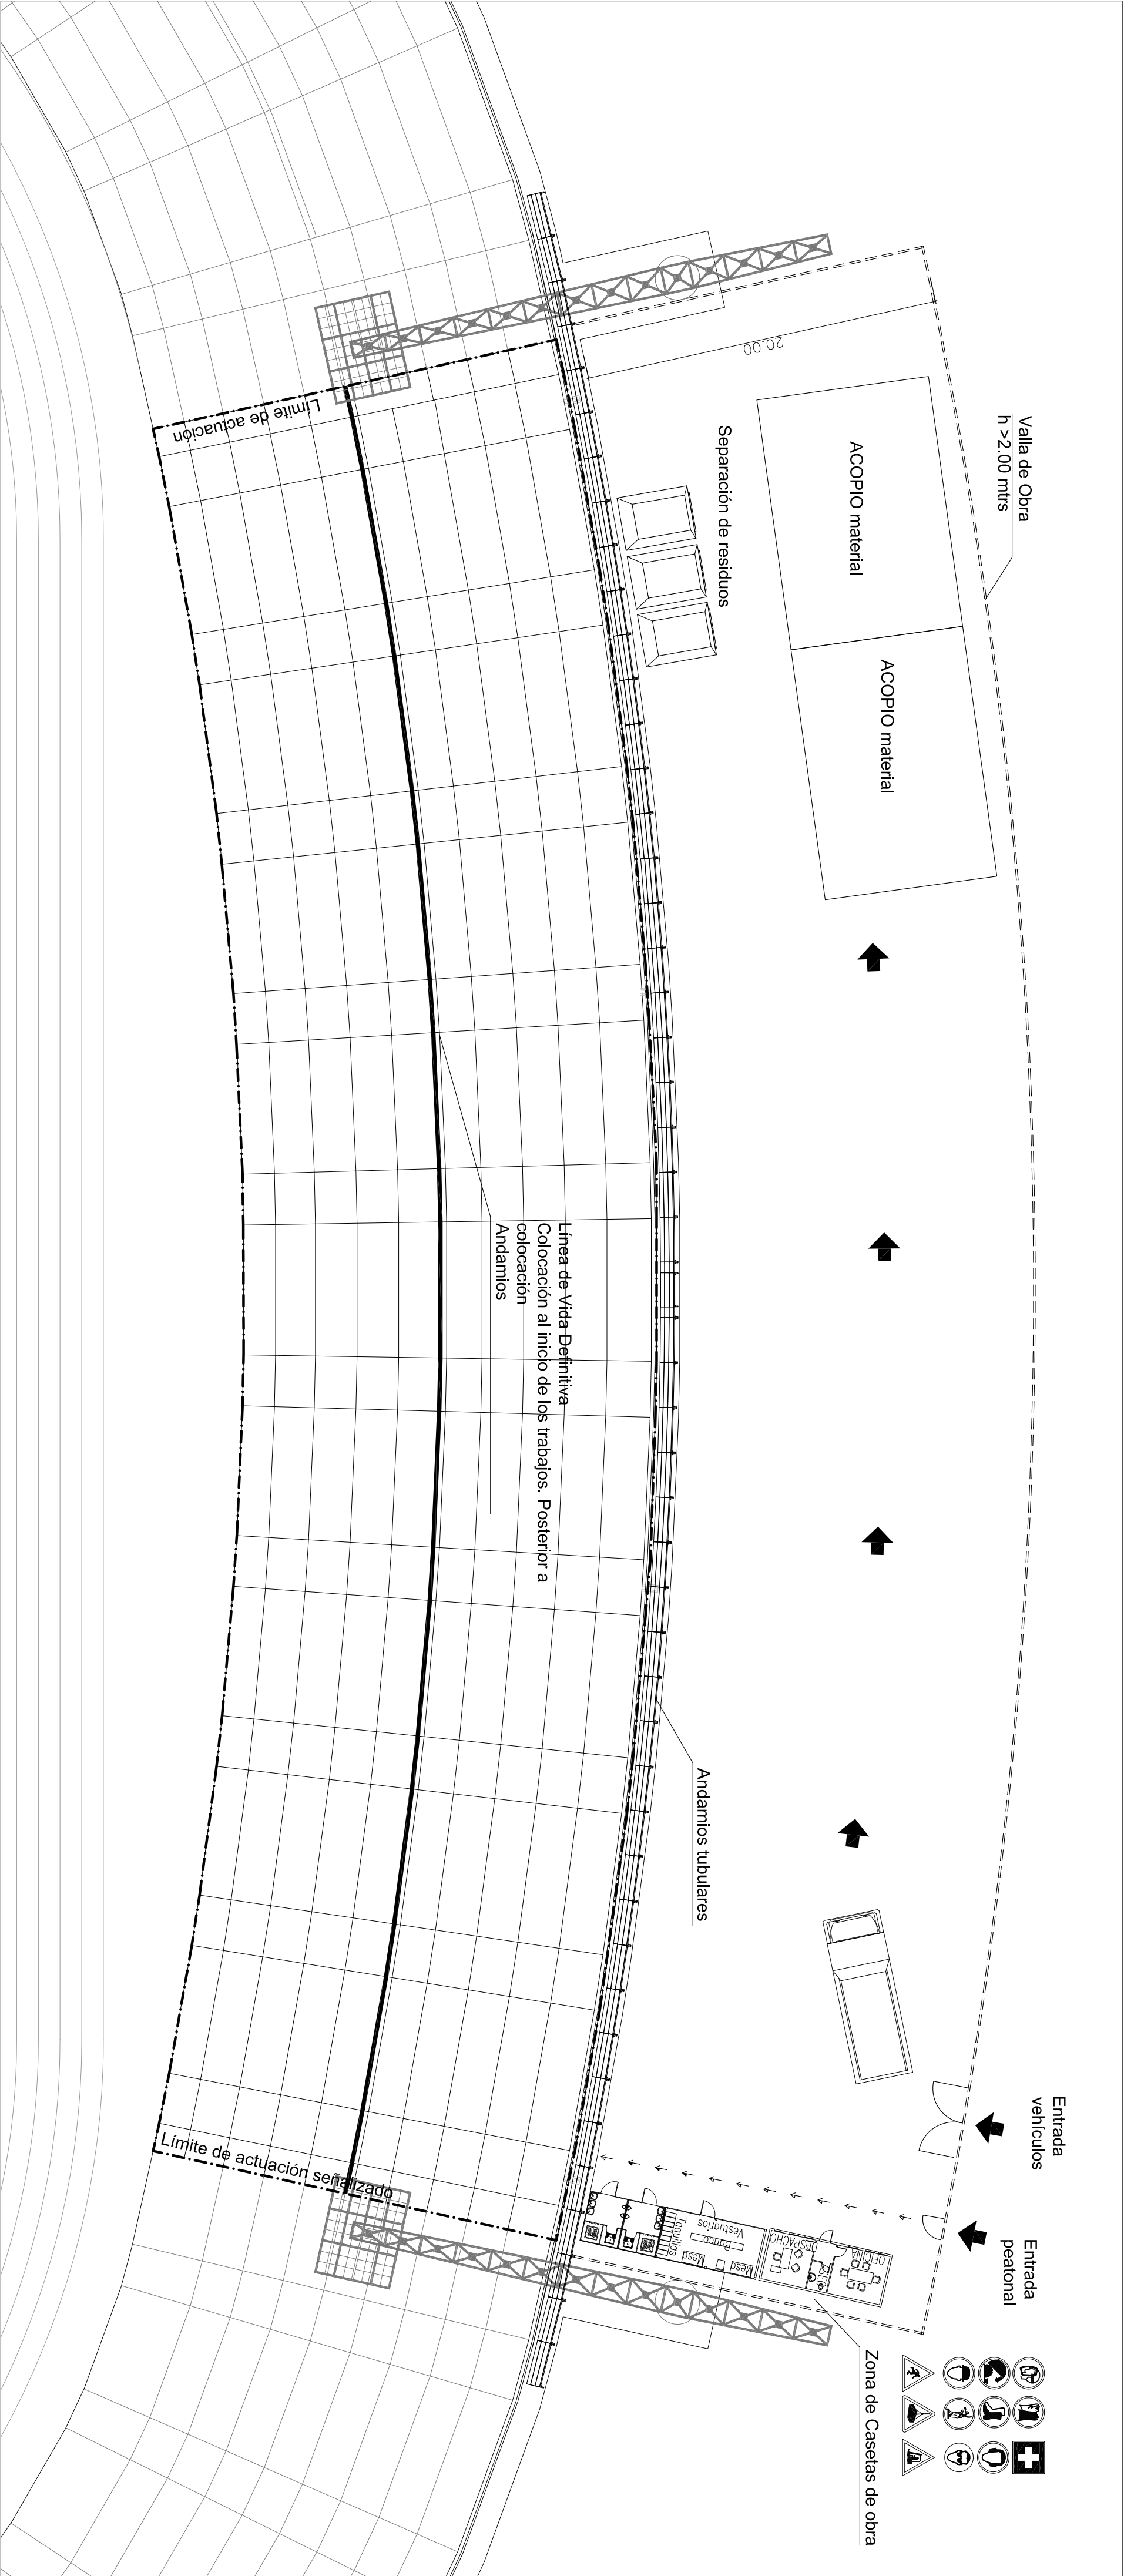 Valla de Obra
h >2.00 mtrs
20.00
ACOPIO material
ACOPIO material
Separación de residuos
Límite de actuación
Línea de Vida Definitiva
Colocación al inicio de los trabajos. Posterior a
colocación
Andamios
Andamios tubulares
Entrada
vehículos
Entrada
peatonal
Límite de actuación señalizado
Taquillas
Banco
Vestuarios
Mesa
Mesa
DESPACHO
ASEO
OFICINA
Zona de Casetas de obra